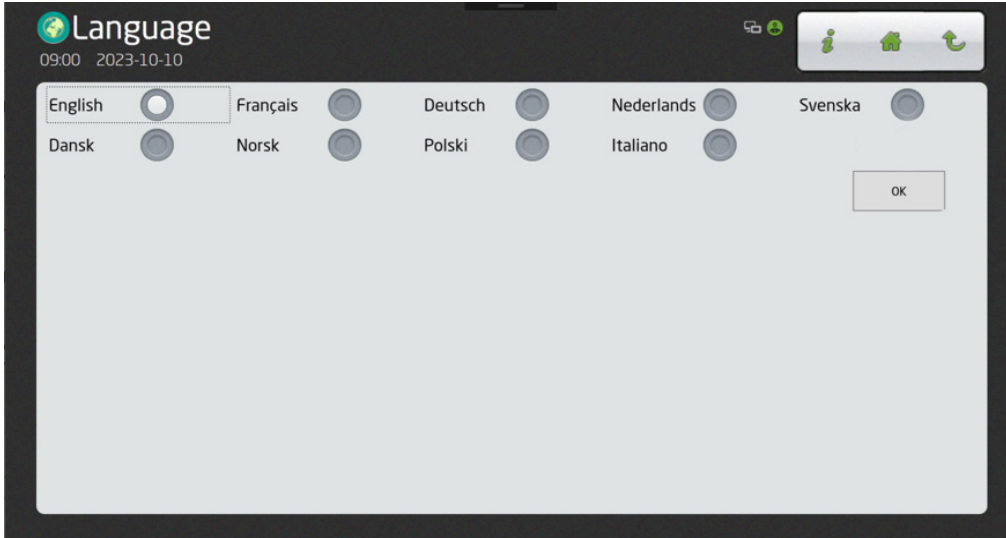 Language
09:00 2023-10-10
English Français Deutsch Nederlands Svenska
Dansk Norsk Polski Italiano
OK